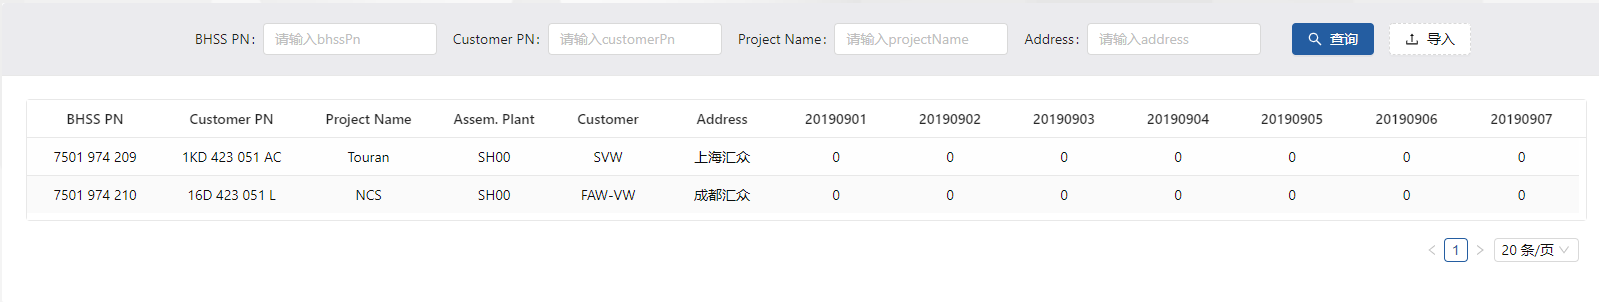 BHSS PN: 请输入bhssPn Customer PN: 请输入customerPn Project Name: 请输入projectName Address: 请输入address 查询 导入
BHSS PN Customer PN Project Name Assem. Plant Customer Address 20190901 20190902 20190903 20190904 20190905 20190906 20190907
7501 974 209 1KD 423 051 AC Touran SH00 SVW 上海汇众 0 0 0 0 0 0 0
7501 974 210 16D 423 051 L NCS SH00 FAW-VW 成都汇众 0 0 0 0 0 0 0
1 20 条/页